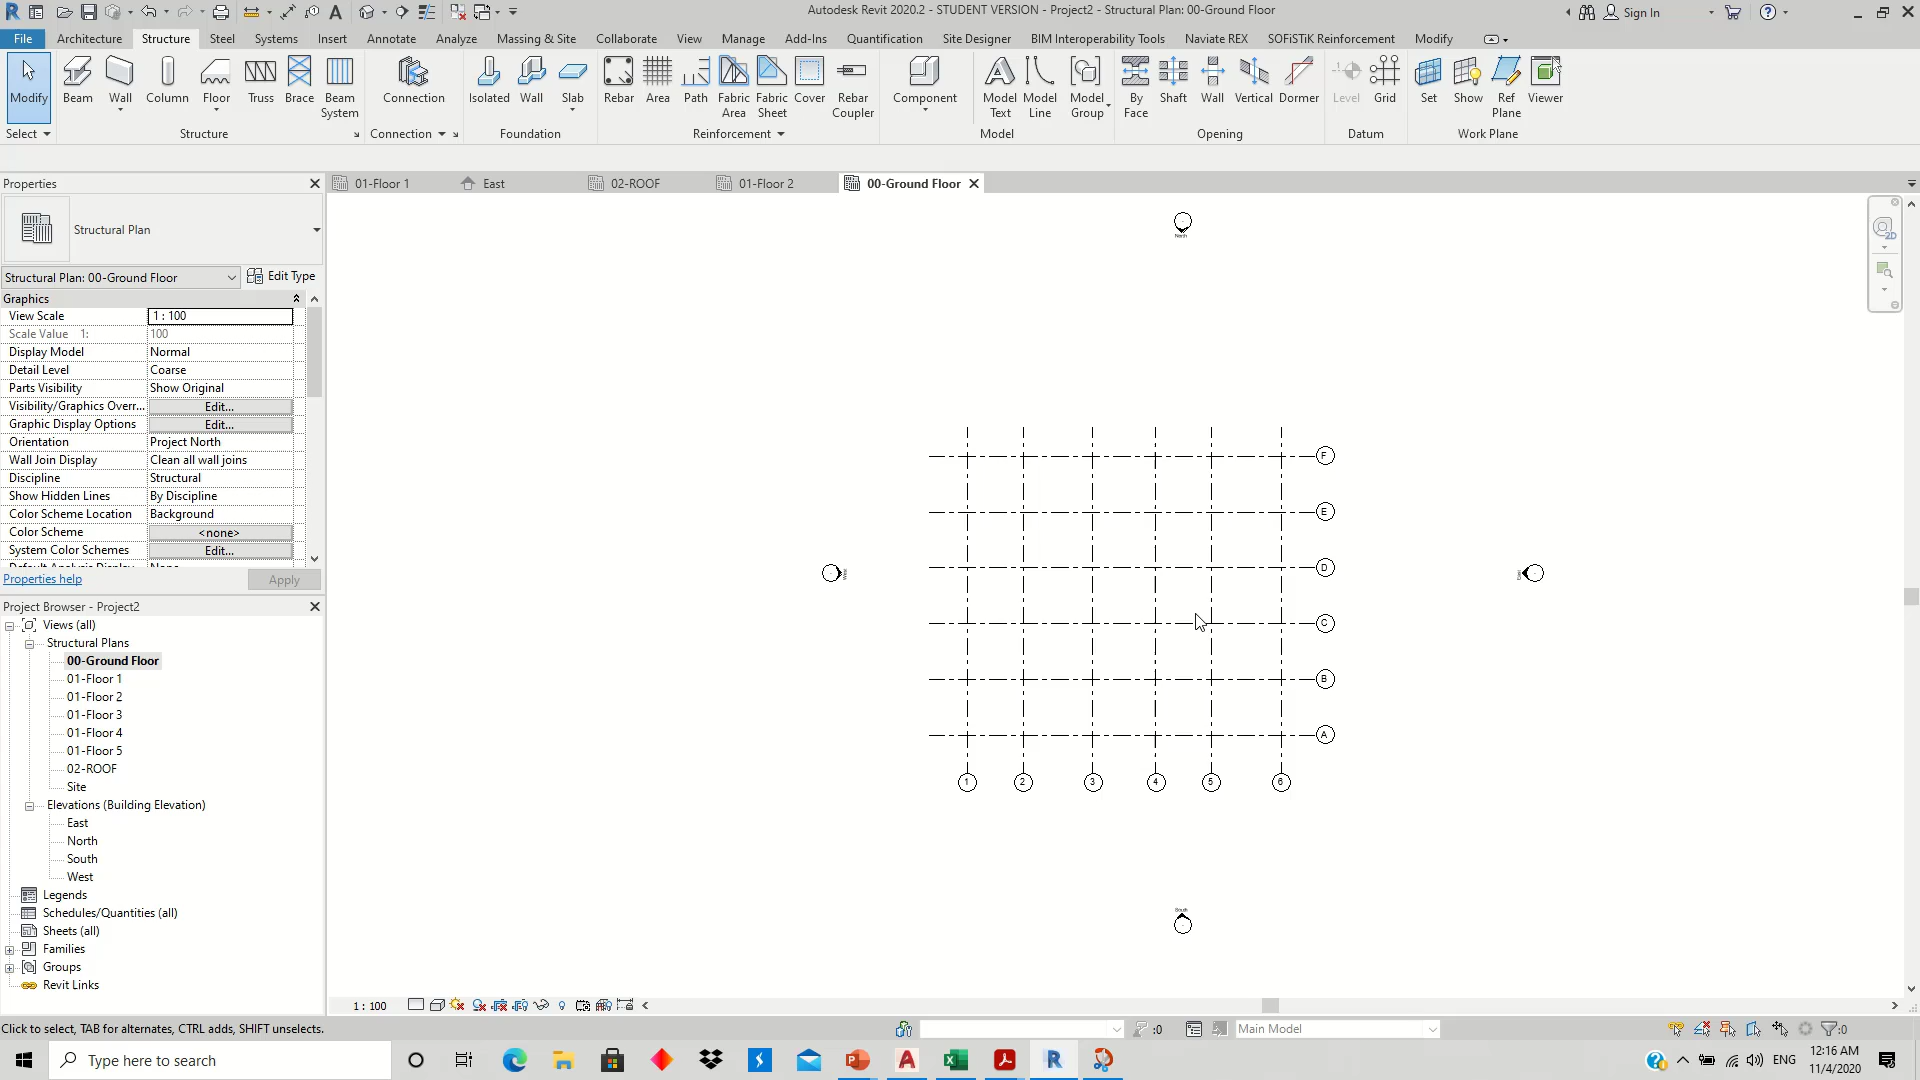 Autodesk Revit 2020.2 - STUDENT VERSION - Project2 - Structural Plan: 00-Ground Floor
Sign In
File Architecture Structure Steel Systems Insert Annotate Analyze Massing & Site Collaborate View Manage Add-Ins Quantification Site Designer BIM Interoperability Tools Naviate REX SOFiSTiK Reinforcement Modify
Modify Beam Wall Column Floor Truss Brace Beam System Connection Isolated Wall Slab Rebar Area Path Fabric Area Fabric Sheet Cover Rebar Coupler Component Model Text Model Line Model Group By Face Shaft Wall Vertical Dormer Level Grid Set Show Ref Plane Viewer
Select Structure Connection Foundation Reinforcement Model Opening Datum Work Plane
Properties
01-Floor 1 East 02-ROOF 01-Floor 2 00-Ground Floor
Structural Plan
Structural Plan: 00-Ground Floor Edit Type
Graphics
View Scale 1 : 100
Scale Value 1: 100
Display Model Normal
Detail Level Coarse
Parts Visibility Show Original
Visibility/Graphics Overr... Edit...
Graphic Display Options Edit...
Orientation Project North
Wall Join Display Clean all wall joins
Discipline Structural
Show Hidden Lines By Discipline
Color Scheme Location Background
Color Scheme <none>
System Color Schemes Edit...
Properties help Apply
Project Browser - Project2
Views (all)
Structural Plans
00-Ground Floor
01-Floor 1
01-Floor 2
01-Floor 3
01-Floor 4
01-Floor 5
02-ROOF
Site
Elevations (Building Elevation)
East
North
South
West
Legends
Schedules/Quantities (all)
Sheets (all)
Families
Groups
Revit Links
North
West
East
South
F
E
D
C
B
A
1 2 3 4 5 6
2D
1 : 100
Click to select, TAB for alternates, CTRL adds, SHIFT unselects.
:0
Main Model
:0
Type here to search
ENG
12:16 AM
11/4/2020